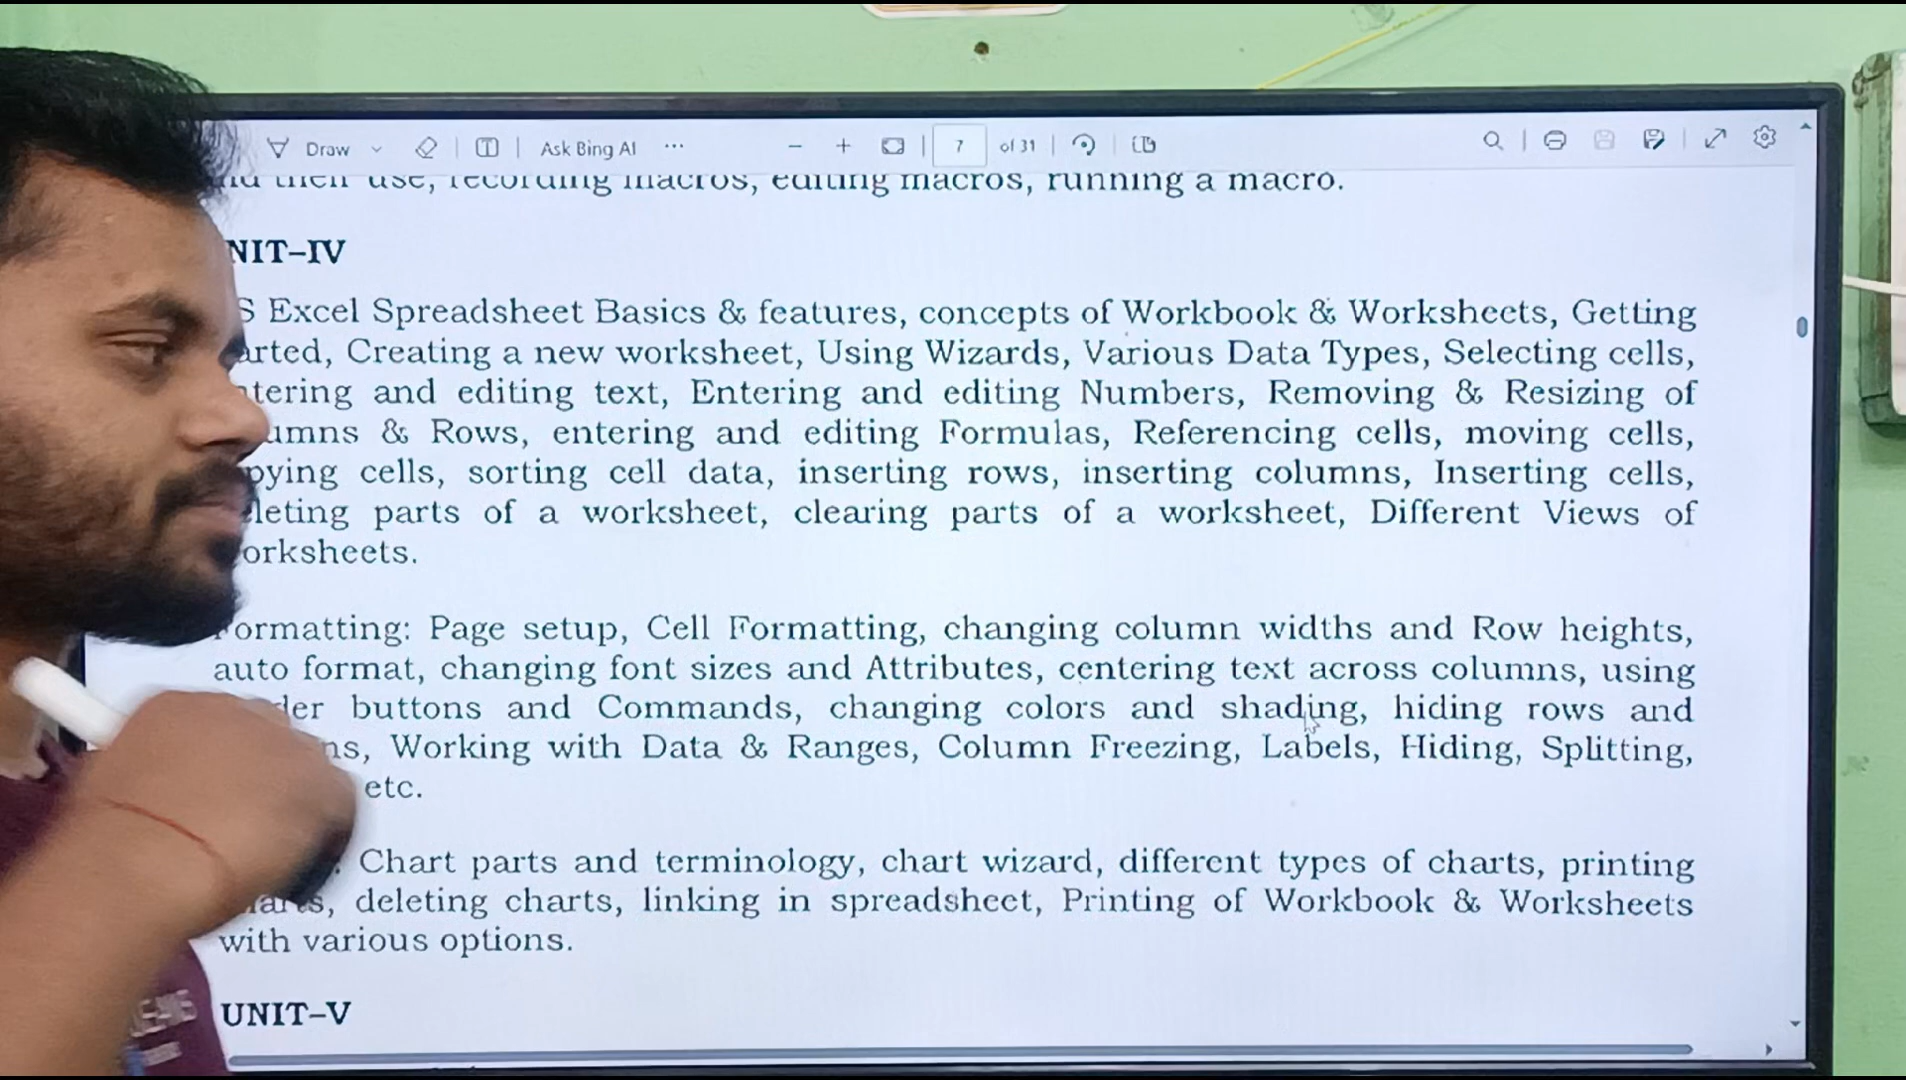 Draw Ask Bing AI ... 7 of 31
use, recording macros, editing macros, running a macro.
NIT–IV
S Excel Spreadsheet Basics & features, concepts of Workbook & Worksheets, Getting
arted, Creating a new worksheet, Using Wizards, Various Data Types, Selecting cells,
tering and editing text, Entering and editing Numbers, Removing & Resizing of
umns & Rows, entering and editing Formulas, Referencing cells, moving cells,
pying cells, sorting cell data, inserting rows, inserting columns, Inserting cells,
leting parts of a worksheet, clearing parts of a worksheet, Different Views of
orksheets.
ormatting: Page setup, Cell Formatting, changing column widths and Row heights,
auto format, changing font sizes and Attributes, centering text across columns, using
der buttons and Commands, changing colors and shading, hiding rows and
ns, Working with Data & Ranges, Column Freezing, Labels, Hiding, Splitting,
etc.
Chart parts and terminology, chart wizard, different types of charts, printing
deleting charts, linking in spreadsheet, Printing of Workbook & Worksheets
with various options.
UNIT–V